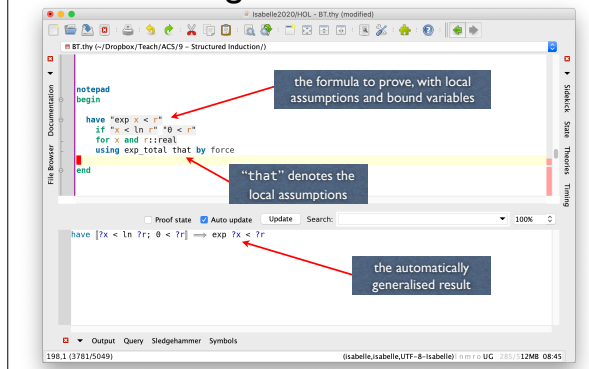 Isabelle2020/HOL - BT.thy (modified)
BT.thy (~/Dropbox/Teach/ACS/9 – Structured Induction/)
notepad
begin
the formula to prove, with local
assumptions and bound variables
have "exp x < r"
if "x < ln r" "0 < r"
for x and r::real
using exp_total that by force
end
"that" denotes the
local assumptions
Documentation
File Browser
Sidekick
State
Theories
Timing
Proof state
Auto update
Update
Search:
100%
have ⟦?x < ln ?r; 0 < ?r⟧ ⟹ exp ?x < ?r
the automatically
generalised result
Output Query Sledgehammer Symbols
198,1 (3781/5049)
(isabelle,isabelle,UTF-8-Isabelle) n m r o UG 285/512MB 08:45